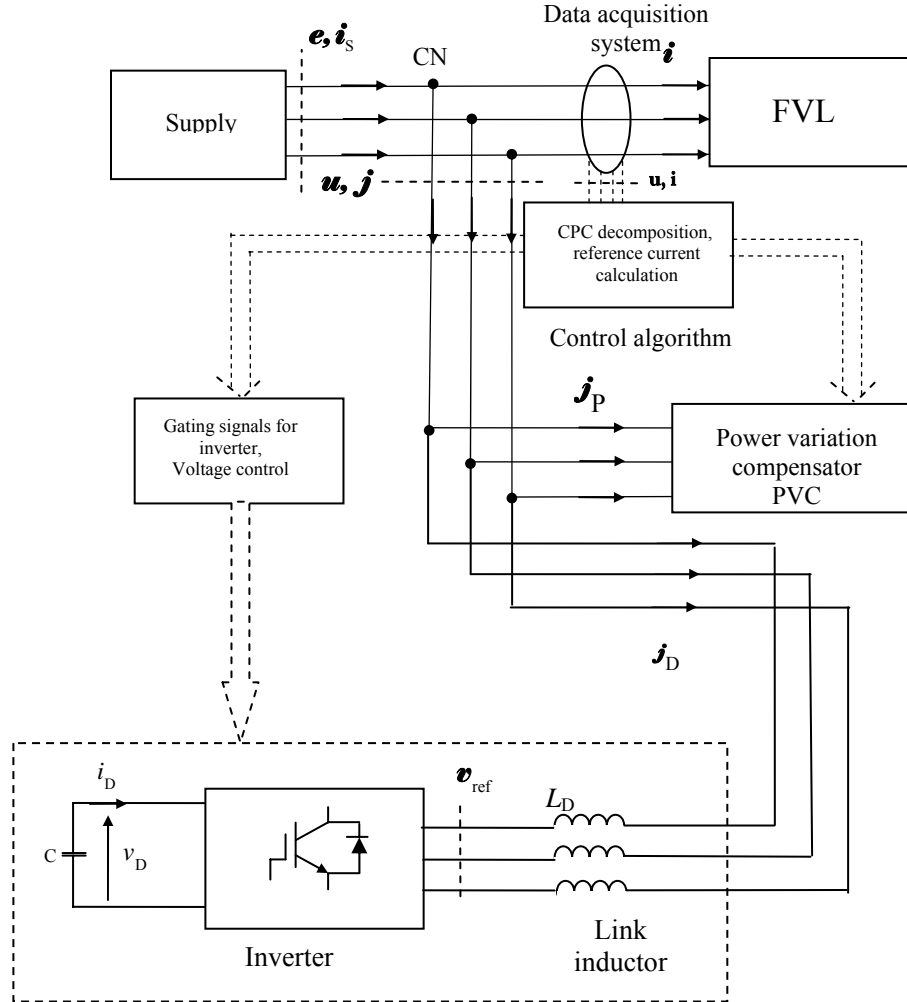 Data acquisition
system
e, i_S
CN
i
Supply
FVL
u, j
u, i
CPC decomposition,
reference current
calculation
Control algorithm
j_P
Gating signals for
inverter,
Voltage control
Power variation
compensator
PVC
j_D
i_D
v_ref
L_D
C
v_D
Inverter
Link
inductor